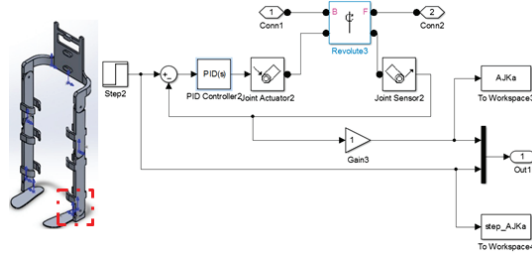 1
Conn1
B
F
Revolute3
2
Conn2
Step2
+
-
PID(s)
PID Controller2
Joint Actuator2
Joint Sensor2
AJKa
To Workspace3
1
Gain3
1
Out1
step_AJKa
To Workspace4